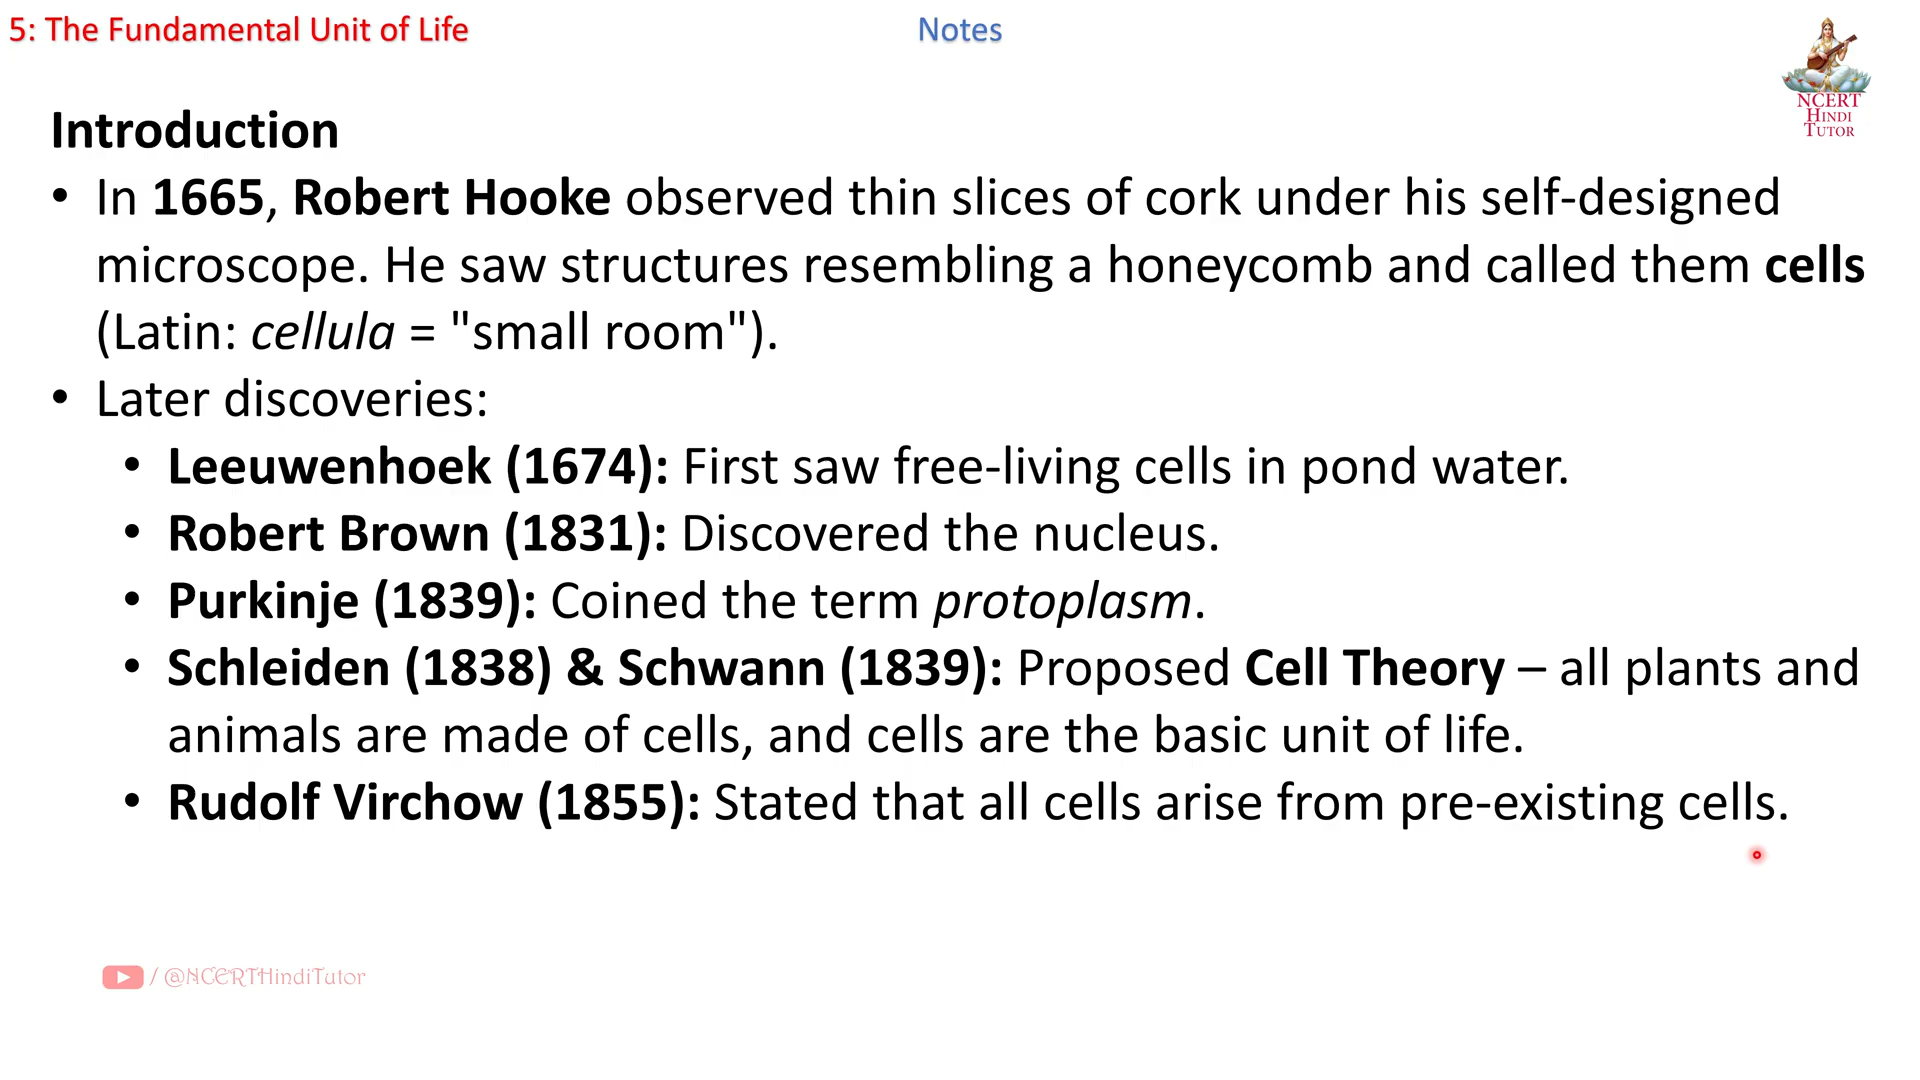 5: The Fundamental Unit of Life
Notes
NCERT
HINDI
TUTOR
Introduction
• In 1665, Robert Hooke observed thin slices of cork under his self-designed
microscope. He saw structures resembling a honeycomb and called them cells
(Latin: cellula = "small room").
• Later discoveries:
• Leeuwenhoek (1674): First saw free-living cells in pond water.
• Robert Brown (1831): Discovered the nucleus.
• Purkinje (1839): Coined the term protoplasm.
• Schleiden (1838) & Schwann (1839): Proposed Cell Theory – all plants and
animals are made of cells, and cells are the basic unit of life.
• Rudolf Virchow (1855): Stated that all cells arise from pre-existing cells.
/ @NCERTHindiTutor